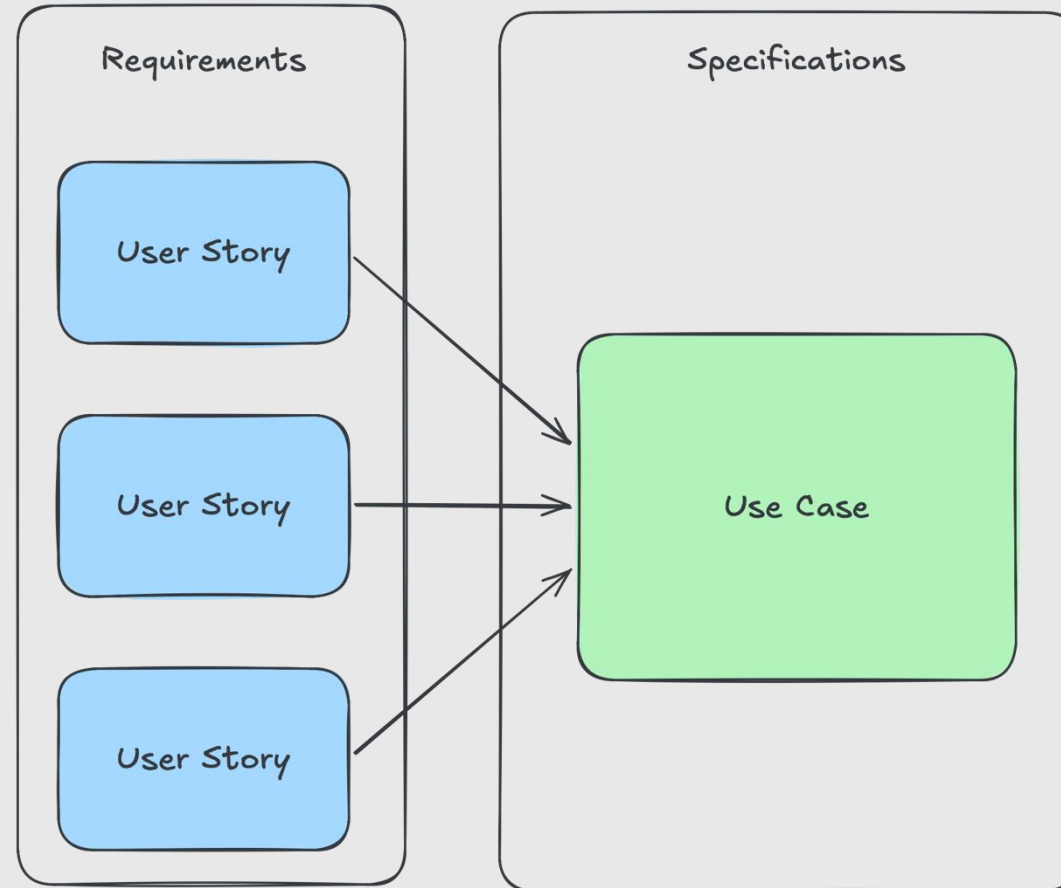 Requirements
User Story
User Story
User Story
Specifications
Use Case